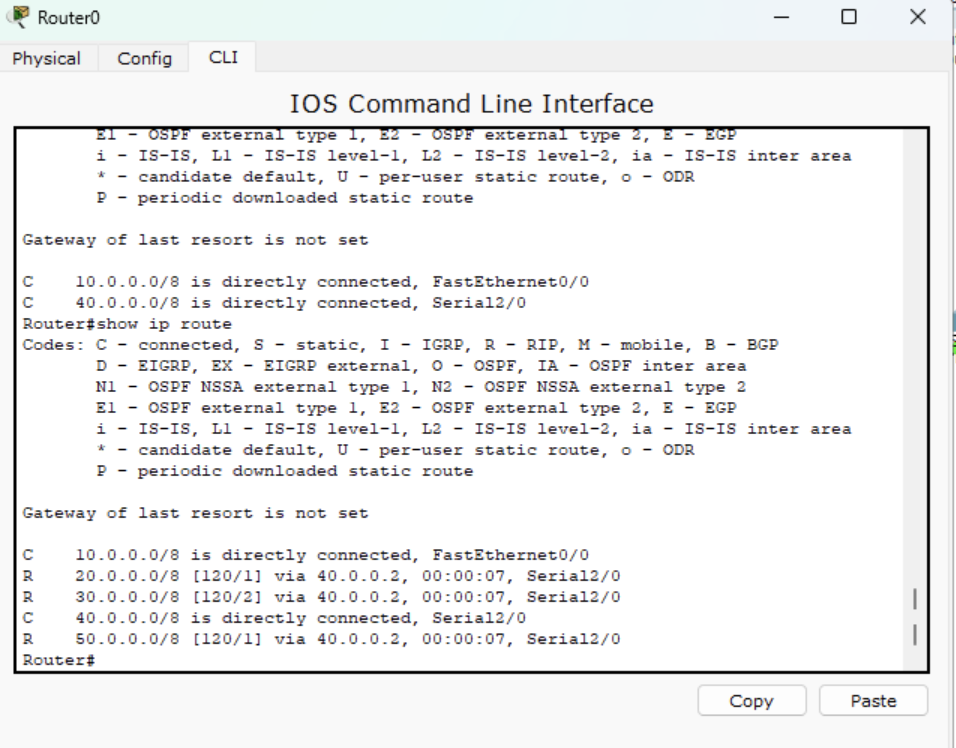 Router0
Physical Config CLI
IOS Command Line Interface
E1 - OSPF external type 1, E2 - OSPF external type 2, E - EGP
i - IS-IS, L1 - IS-IS level-1, L2 - IS-IS level-2, ia - IS-IS inter area
* - candidate default, U - per-user static route, o - ODR
P - periodic downloaded static route
Gateway of last resort is not set
C 10.0.0.0/8 is directly connected, FastEthernet0/0
C 40.0.0.0/8 is directly connected, Serial2/0
Router#show ip route
Codes: C - connected, S - static, I - IGRP, R - RIP, M - mobile, B - BGP
D - EIGRP, EX - EIGRP external, O - OSPF, IA - OSPF inter area
N1 - OSPF NSSA external type 1, N2 - OSPF NSSA external type 2
E1 - OSPF external type 1, E2 - OSPF external type 2, E - EGP
i - IS-IS, L1 - IS-IS level-1, L2 - IS-IS level-2, ia - IS-IS inter area
* - candidate default, U - per-user static route, o - ODR
P - periodic downloaded static route
Gateway of last resort is not set
C 10.0.0.0/8 is directly connected, FastEthernet0/0
R 20.0.0.0/8 [120/1] via 40.0.0.2, 00:00:07, Serial2/0
R 30.0.0.0/8 [120/2] via 40.0.0.2, 00:00:07, Serial2/0
C 40.0.0.0/8 is directly connected, Serial2/0
R 50.0.0.0/8 [120/1] via 40.0.0.2, 00:00:07, Serial2/0
Router#
Copy Paste